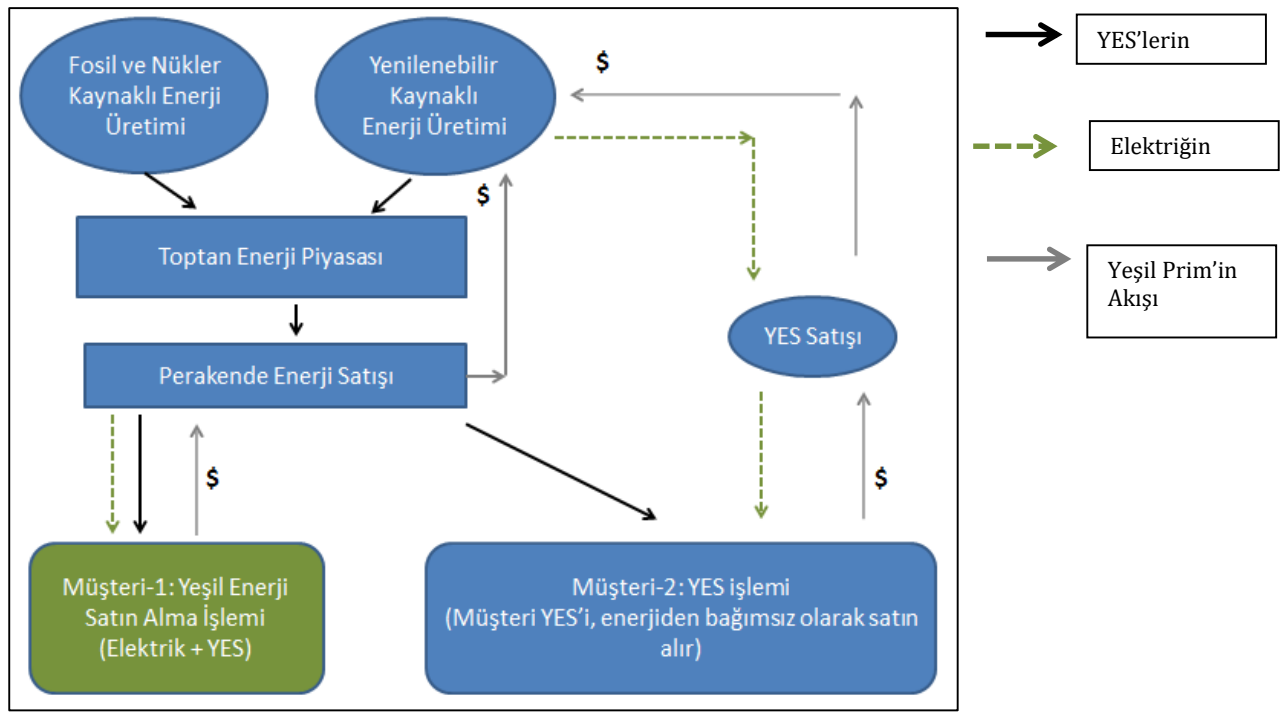 Fosil ve Nükler
Kaynaklı Enerji
Üretimi
Yenilenebilir
Kaynaklı
Enerji Üretimi
$
$
Toptan Enerji Piyasası
YES Satışı
Perakende Enerji Satışı
$
$
Müşteri-1: Yeşil Enerji
Satın Alma İşlemi
(Elektrik + YES)
Müşteri-2: YES işlemi
(Müşteri YES’i, enerjiden bağımsız olarak satın
alır)
YES’lerin
Elektriğin
Yeşil Prim’in
Akışı